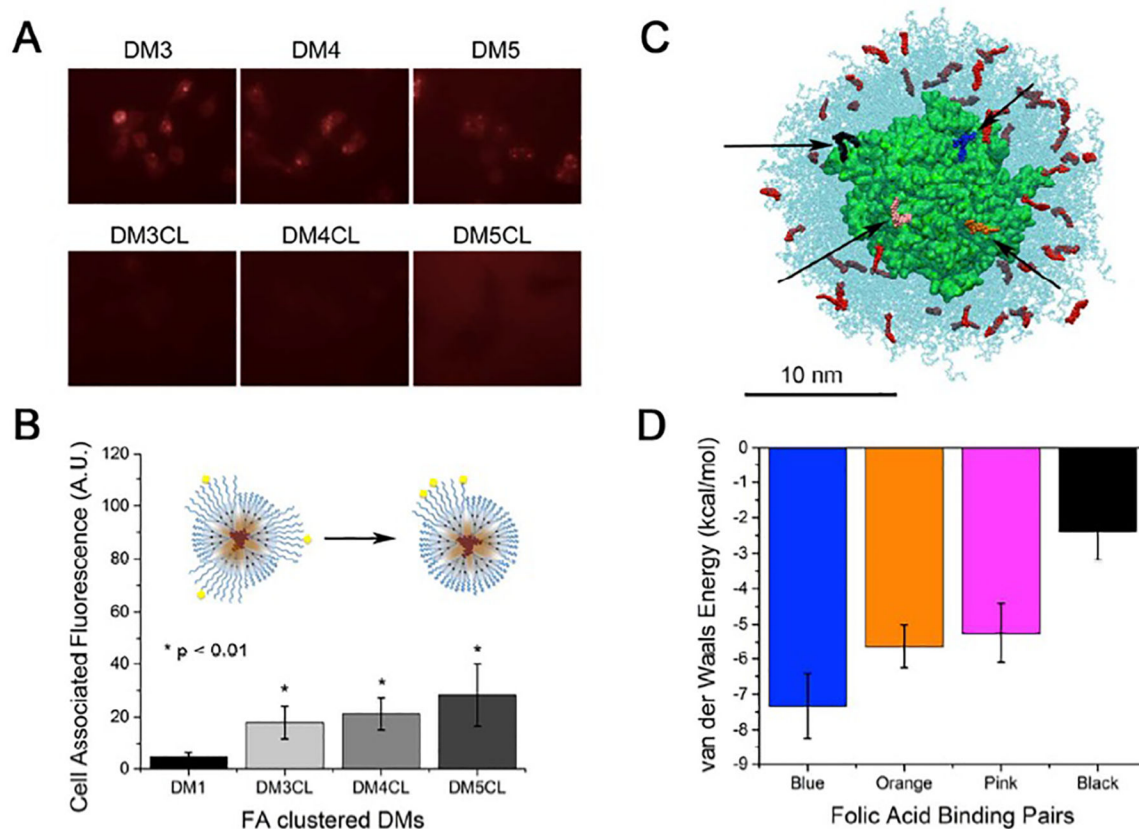 A
DM3 DM4 DM5
DM3CL DM4CL DM5CL
B
Cell Associated Fluorescence (A.U.)
120
100
80
60
40
20
0
* p < 0.01
* * *
DM1 DM3CL DM4CL DM5CL
FA clustered DMs
C
10 nm
D
van der Waals Energy (kcal/mol)
0
-1
-2
-3
-4
-5
-6
-7
-8
-9
Blue Orange Pink Black
Folic Acid Binding Pairs